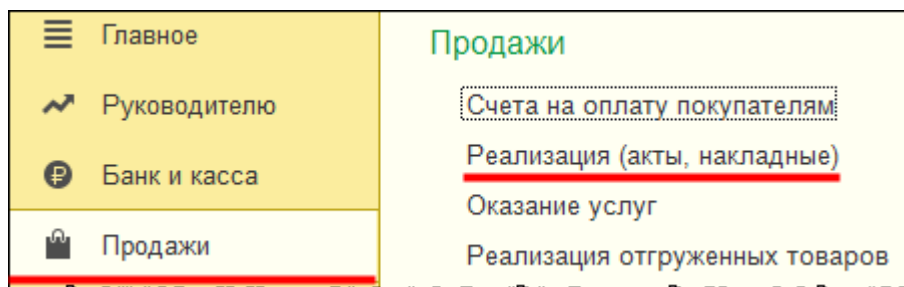 Главное
Руководителю
Банк и касса
Продажи
Продажи
Счета на оплату покупателям
Реализация (акты, накладные)
Оказание услуг
Реализация отгруженных товаров